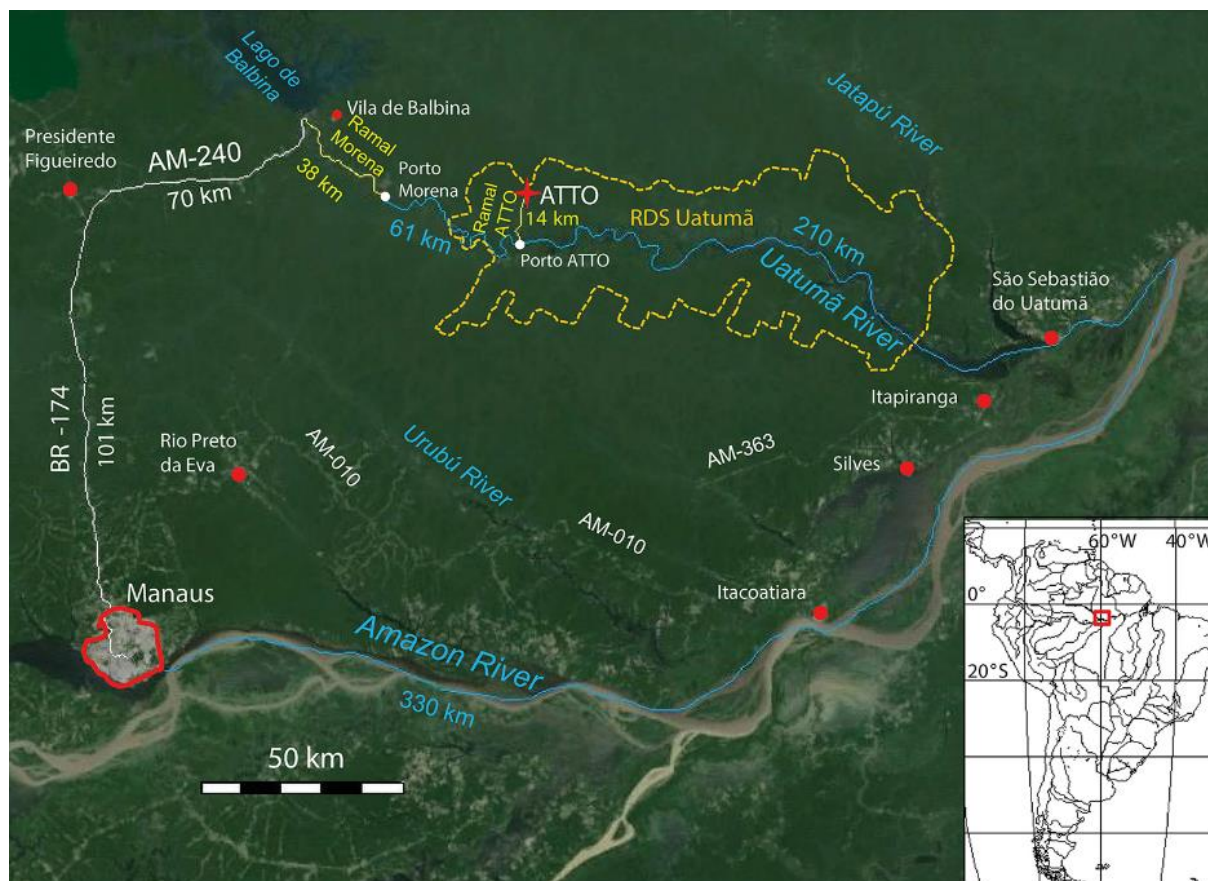 Lago de
Balbina
Vila de Balbina
Jatapú River
Presidente
Figueiredo
AM-240
70 km
Ramal
Morena
38 km
Porto
Morena
61 km
Ramal
ATTO
ATTO
14 km
Porto ATTO
RDS Uatumã
210 km
Uatumã River
São Sebastião
do Uatumã
Itapiranga
BR -174
101 km
Rio Preto
da Eva
AM-010
Urubú River
AM-363
Silves
AM-010
Itacoatiara
Manaus
Amazon River
330 km
50 km
60°W
40°W
0°
20°S